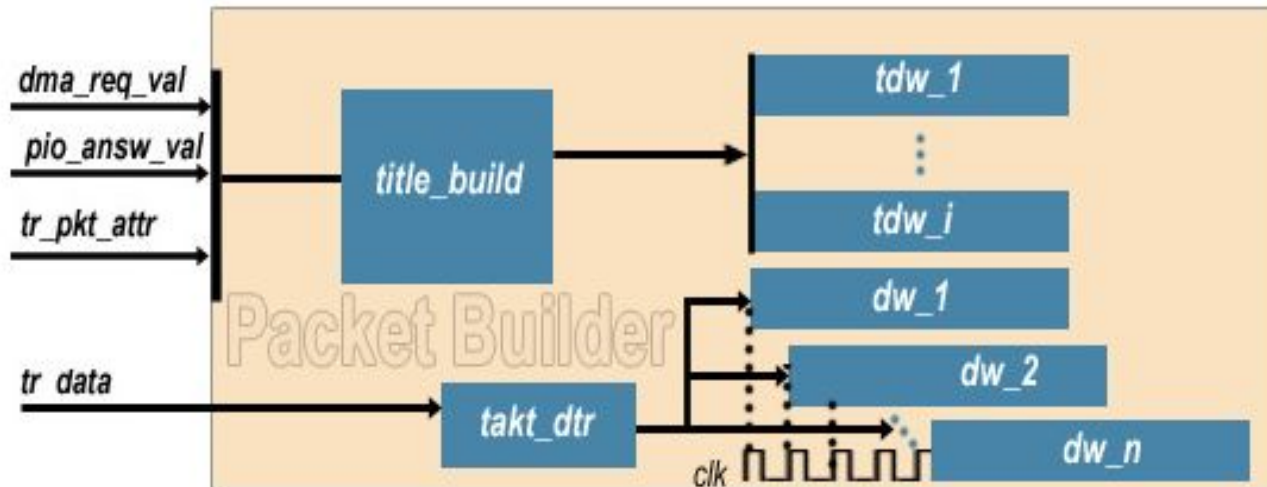 dma_req_val
pio_answ_val
tr_pkt_attr
tr_data
title_build
tdw_1
tdw_i
dw_1
Packet Builder
dw_2
takt_dtr
dw_n
clk